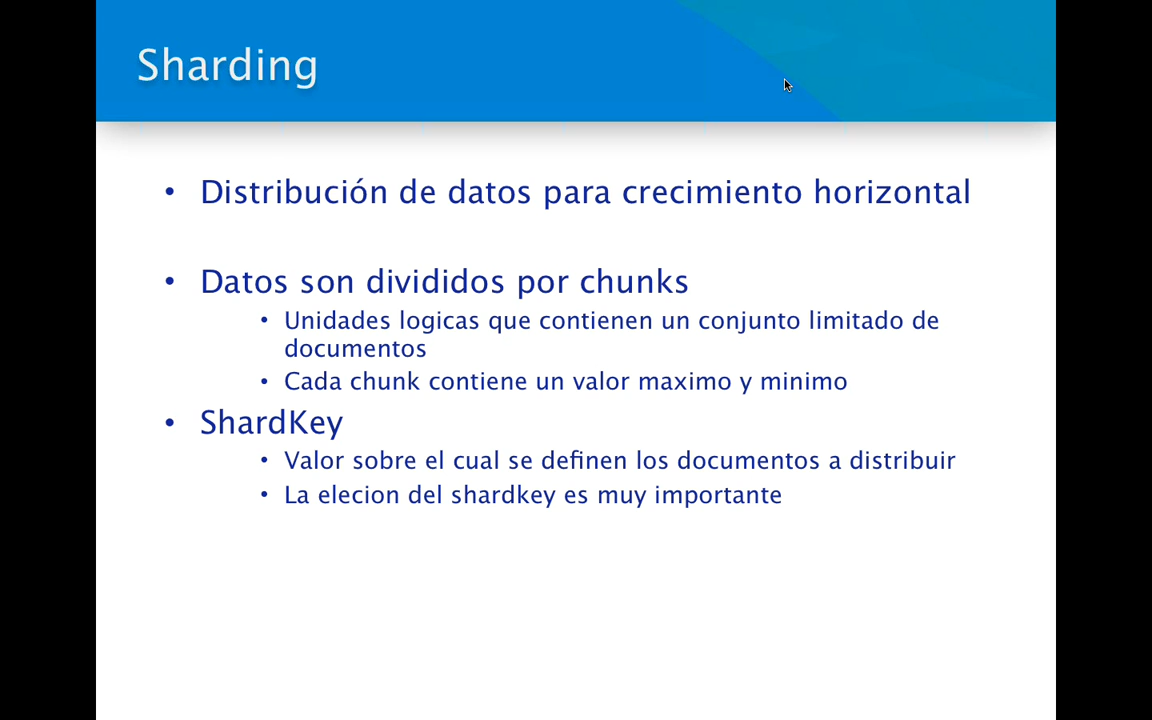 Sharding
• Distribución de datos para crecimiento horizontal
• Datos son divididos por chunks
• Unidades logicas que contienen un conjunto limitado de
documentos
• Cada chunk contiene un valor maximo y minimo
• ShardKey
• Valor sobre el cual se definen los documentos a distribuir
• La elecion del shardkey es muy importante